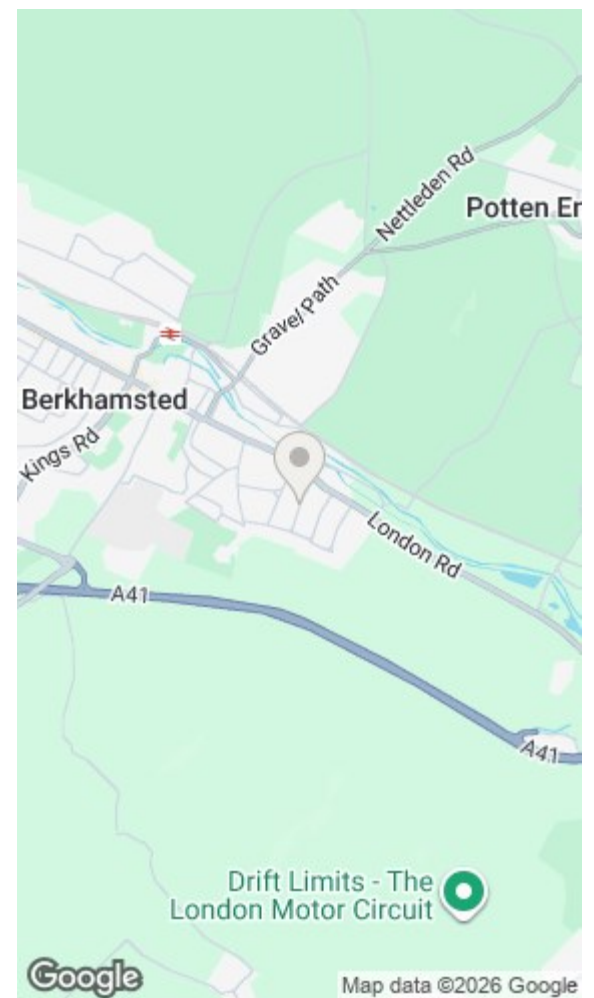 Nettleden Rd
Potten En
Gravel Path
Berkhamsted
Kings Rd
London Rd
A41
A41
Drift Limits - The
London Motor Circuit
Google
Map data ©2026 Google